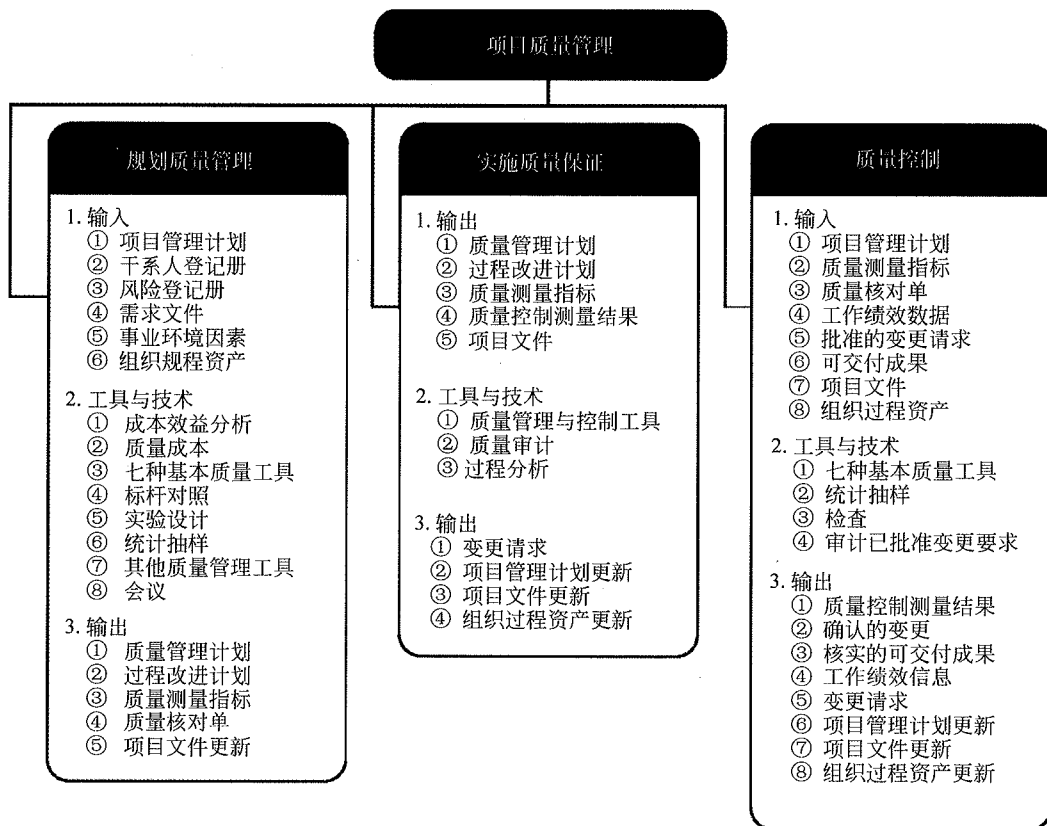 项目质量管理
规划质量管理
1. 输入
① 项目管理计划
② 干系人登记册
③ 风险登记册
④ 需求文件
⑤ 事业环境因素
⑥ 组织规程资产
2. 工具与技术
① 成本效益分析
② 质量成本
③ 七种基本质量工具
④ 标杆对照
⑤ 实验设计
⑥ 统计抽样
⑦ 其他质量管理工具
⑧ 会议
3. 输出
① 质量管理计划
② 过程改进计划
③ 质量测量指标
④ 质量核对单
⑤ 项目文件更新
实施质量保证
1. 输出
① 质量管理计划
② 过程改进计划
③ 质量测量指标
④ 质量控制测量结果
⑤ 项目文件
2. 工具与技术
① 质量管理与控制工具
② 质量审计
③ 过程分析
3. 输出
① 变更请求
② 项目管理计划更新
③ 项目文件更新
④ 组织过程资产更新
质量控制
1. 输入
① 项目管理计划
② 质量测量指标
③ 质量核对单
④ 工作绩效数据
⑤ 批准的变更请求
⑥ 可交付成果
⑦ 项目文件
⑧ 组织过程资产
2. 工具与技术
① 七种基本质量工具
② 统计抽样
③ 检查
④ 审计已批准变更要求
3. 输出
① 质量控制测量结果
② 确认的变更
③ 核实的可交付成果
④ 工作绩效信息
⑤ 变更请求
⑥ 项目管理计划更新
⑦ 项目文件更新
⑧ 组织过程资产更新